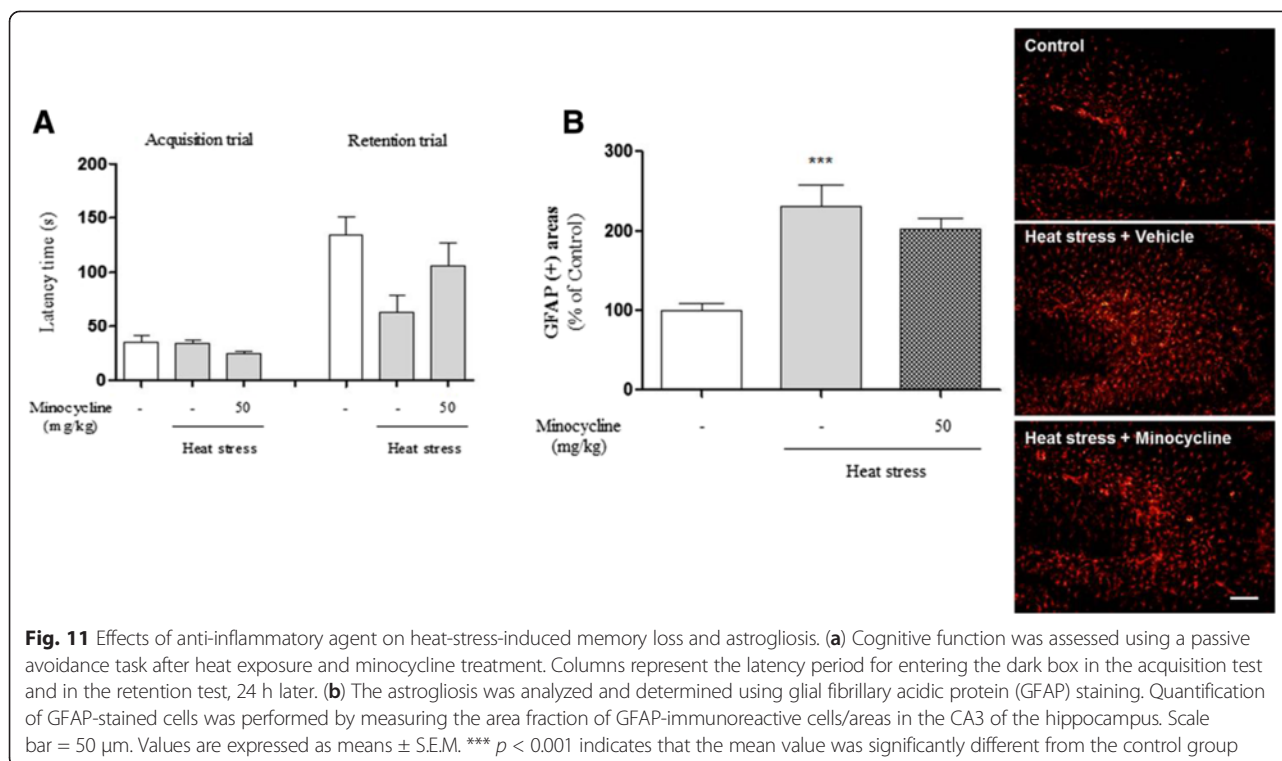 A
Acquisition trial
Retention trial
200
150
100
50
0
Latency time (s)
Minocycline - - 50 - - 50
(mg/kg)
Heat stress Heat stress
B
***
300
200
100
0
GFAP (+) areas
(% of Control)
Minocycline - - 50
(mg/kg)
Heat stress
Control
Heat stress + Vehicle
Heat stress + Minocycline
Fig. 11 Effects of anti-inflammatory agent on heat-stress-induced memory loss and astrogliosis. (a) Cognitive function was assessed using a passive
avoidance task after heat exposure and minocycline treatment. Columns represent the latency period for entering the dark box in the acquisition test
and in the retention test, 24 h later. (b) The astrogliosis was analyzed and determined using glial fibrillary acidic protein (GFAP) staining. Quantification
of GFAP-stained cells was performed by measuring the area fraction of GFAP-immunoreactive cells/areas in the CA3 of the hippocampus. Scale
bar = 50 μm. Values are expressed as means ± S.E.M. *** p < 0.001 indicates that the mean value was significantly different from the control group